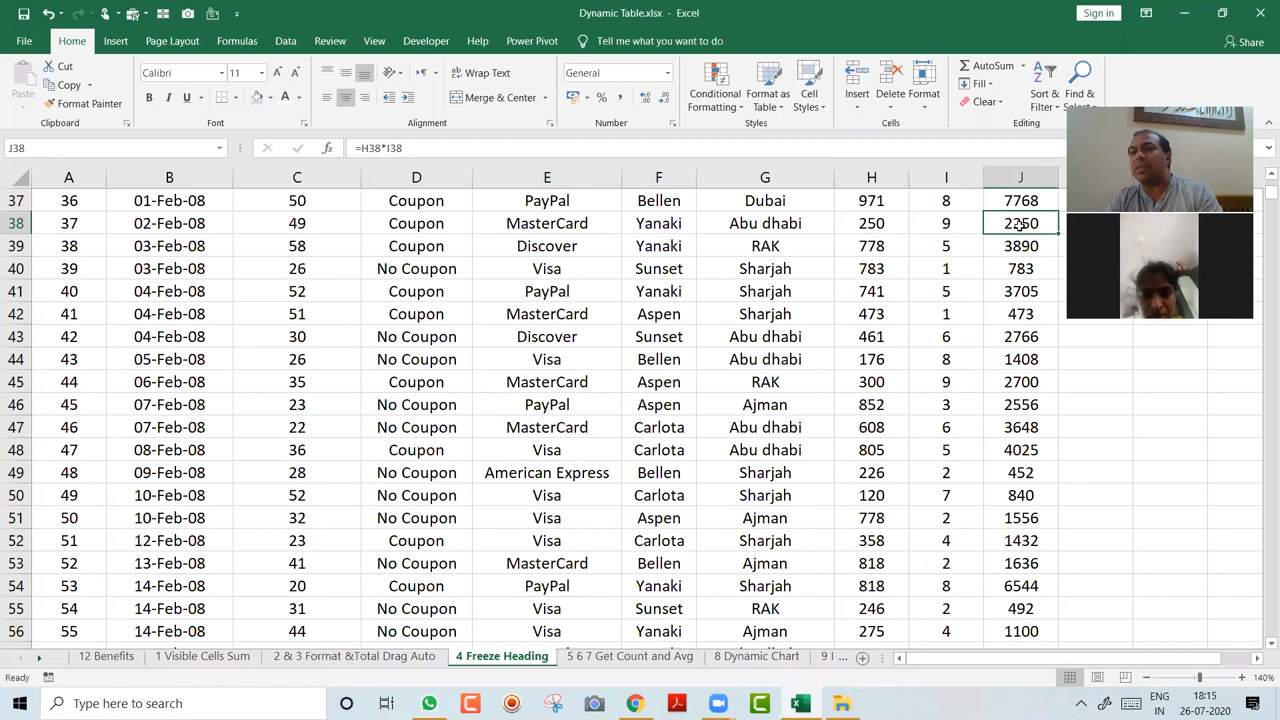 Dynamic Table.xlsx - Excel
Sign in
File Home Insert Page Layout Formulas Data Review View Developer Help Power Pivot Tell me what you want to do Share
Paste Cut Copy Format Painter Clipboard
Calibri 11 B I U A Font
Wrap Text Merge & Center Alignment
General % , Number
Conditional Formatting Format as Table Cell Styles Styles
Insert Delete Format Cells
AutoSum Fill Clear Sort & Filter Find & Select Editing
J38 fx =H38*I38
A B C D E F G H I J
37 36 01-Feb-08 50 Coupon PayPal Bellen Dubai 971 8 7768
38 37 02-Feb-08 49 Coupon MasterCard Yanaki Abu dhabi 250 9 2250
39 38 03-Feb-08 58 Coupon Discover Yanaki RAK 778 5 3890
40 39 03-Feb-08 26 No Coupon Visa Sunset Sharjah 783 1 783
41 40 04-Feb-08 52 Coupon PayPal Yanaki Sharjah 741 5 3705
42 41 04-Feb-08 51 Coupon MasterCard Aspen Sharjah 473 1 473
43 42 04-Feb-08 30 No Coupon Discover Sunset Abu dhabi 461 6 2766
44 43 05-Feb-08 26 No Coupon Visa Bellen Abu dhabi 176 8 1408
45 44 06-Feb-08 35 Coupon MasterCard Aspen RAK 300 9 2700
46 45 07-Feb-08 23 No Coupon PayPal Aspen Ajman 852 3 2556
47 46 07-Feb-08 22 No Coupon MasterCard Carlota Abu dhabi 608 6 3648
48 47 08-Feb-08 36 Coupon Visa Carlota Abu dhabi 805 5 4025
49 48 09-Feb-08 28 No Coupon American Express Bellen Sharjah 226 2 452
50 49 10-Feb-08 52 No Coupon Visa Carlota Sharjah 120 7 840
51 50 10-Feb-08 32 No Coupon Visa Aspen Ajman 778 2 1556
52 51 12-Feb-08 23 Coupon Visa Carlota Sharjah 358 4 1432
53 52 13-Feb-08 41 No Coupon MasterCard Bellen Ajman 818 2 1636
54 53 14-Feb-08 20 Coupon PayPal Yanaki Sharjah 818 8 6544
55 54 14-Feb-08 31 No Coupon Visa Sunset RAK 246 2 492
56 55 14-Feb-08 44 No Coupon Visa Yanaki Ajman 275 4 1100
12 Benefits 1 Visible Cells Sum 2 & 3 Format &Total Drag Auto 4 Freeze Heading 5 6 7 Get Count and Avg 8 Dynamic Chart 9 I ...
Ready 140%
Type here to search
ENG IN
18:15
26-07-2020